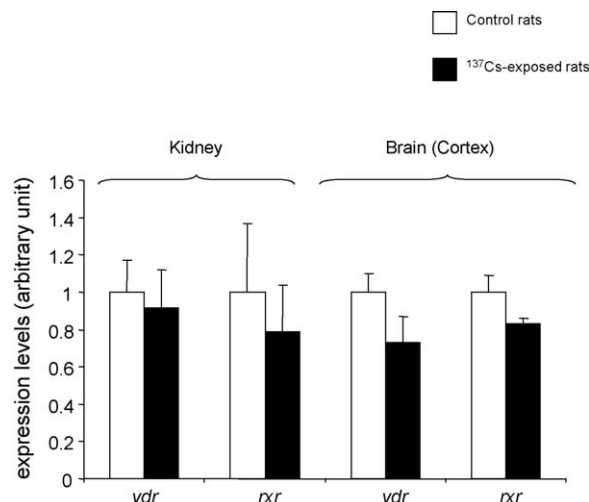 Control rats
¹³⁷Cs-exposed rats
Kidney
Brain (Cortex)
expression levels (arbitrary unit)
1.6
1.4
1.2
1
0.8
0.6
0.4
0.2
0
vdr
rxr
vdr
rxr